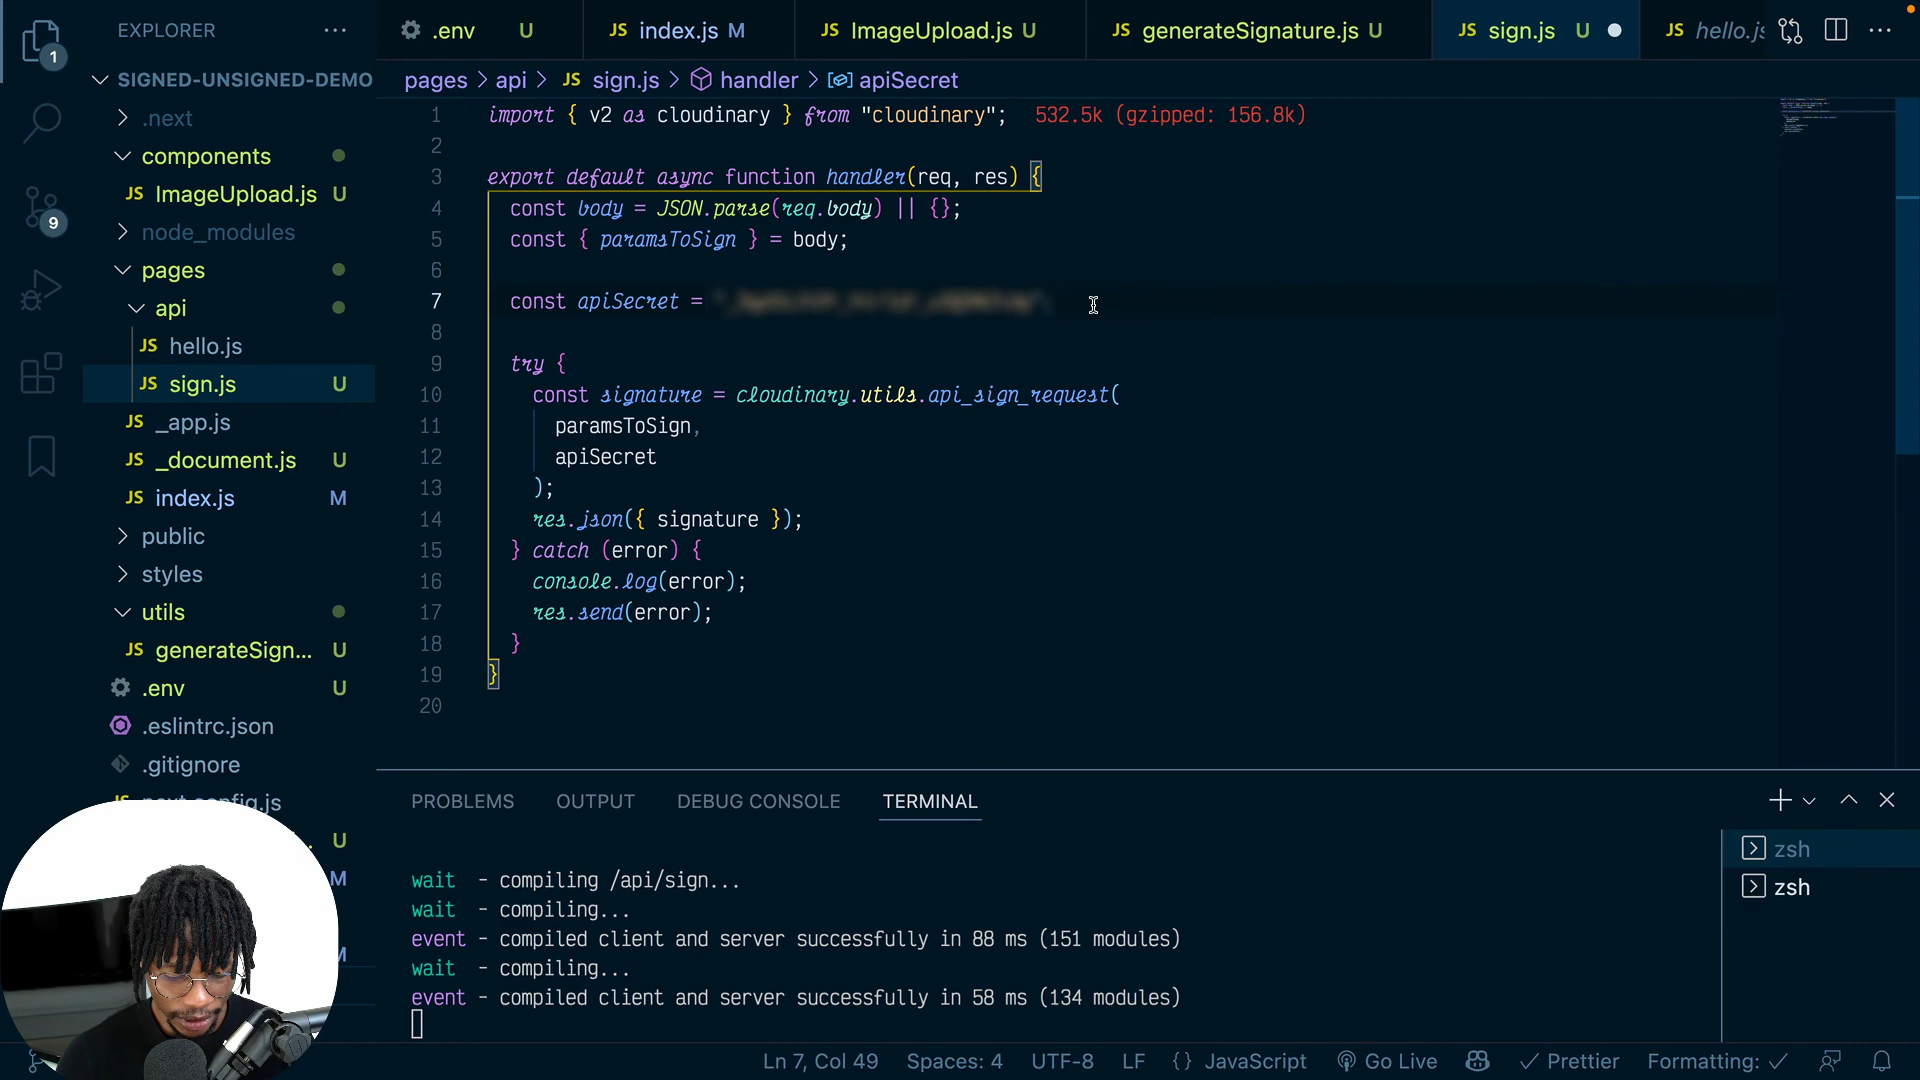 EXPLORER
SIGNED-UNSIGNED-DEMO
.next
components
JS ImageUpload.js U
node_modules
pages
api
JS hello.js
JS sign.js U
JS _app.js
JS _document.js U
JS index.js M
public
styles
utils
JS generateSign... U
.env U
.eslintrc.json
.gitignore
U
M
1
9
.env U
JS index.js M
JS ImageUpload.js U
JS generateSignature.js U
JS sign.js U
JS hello.js
pages > api > JS sign.js > handler > apiSecret
1 import { v2 as cloudinary } from "cloudinary"; 532.5k (gzipped: 156.8k)
2
3 export default async function handler(req, res) {
4 const body = JSON.parse(req.body) || {};
5 const { paramsToSign } = body;
6
7 const apiSecret =
8
9 try {
10 const signature = cloudinary.utils.api_sign_request(
11 paramsToSign,
12 apiSecret
13 );
14 res.json({ signature });
15 } catch (error) {
16 console.log(error);
17 res.send(error);
18 }
19 }
20
PROBLEMS OUTPUT DEBUG CONSOLE TERMINAL
wait - compiling /api/sign...
wait - compiling...
event - compiled client and server successfully in 88 ms (151 modules)
wait - compiling...
event - compiled client and server successfully in 58 ms (134 modules)
zsh
zsh
Ln 7, Col 49 Spaces: 4 UTF-8 LF {} JavaScript Go Live Prettier Formatting: ✓